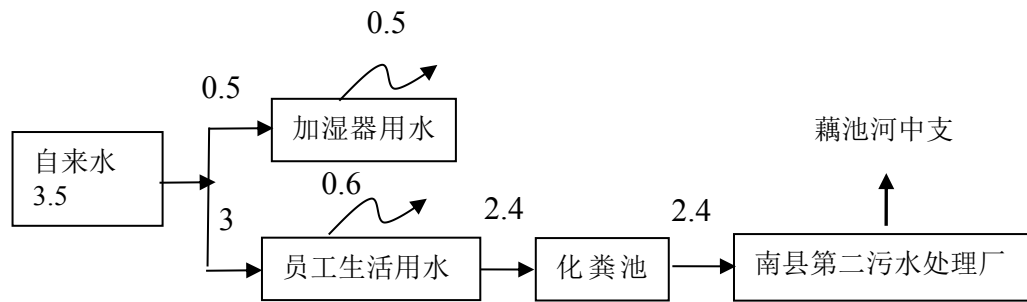 0.5
0.5
加湿器用水
藕池河中支
自来水
3.5
0.6
3
2.4
2.4
员工生活用水
化粪池
南县第二污水处理厂